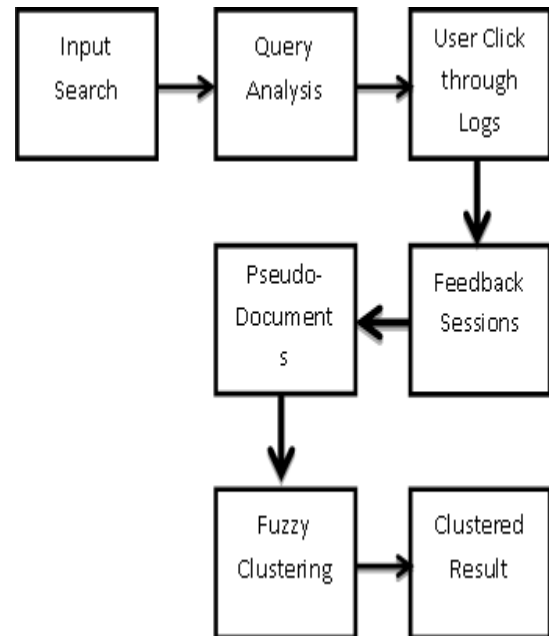 Input
Search
Query
Analysis
User Click
through
Logs
Pseudo-
Document
s
Feedback
Sessions
Fuzzy
Clustering
Clustered
Result